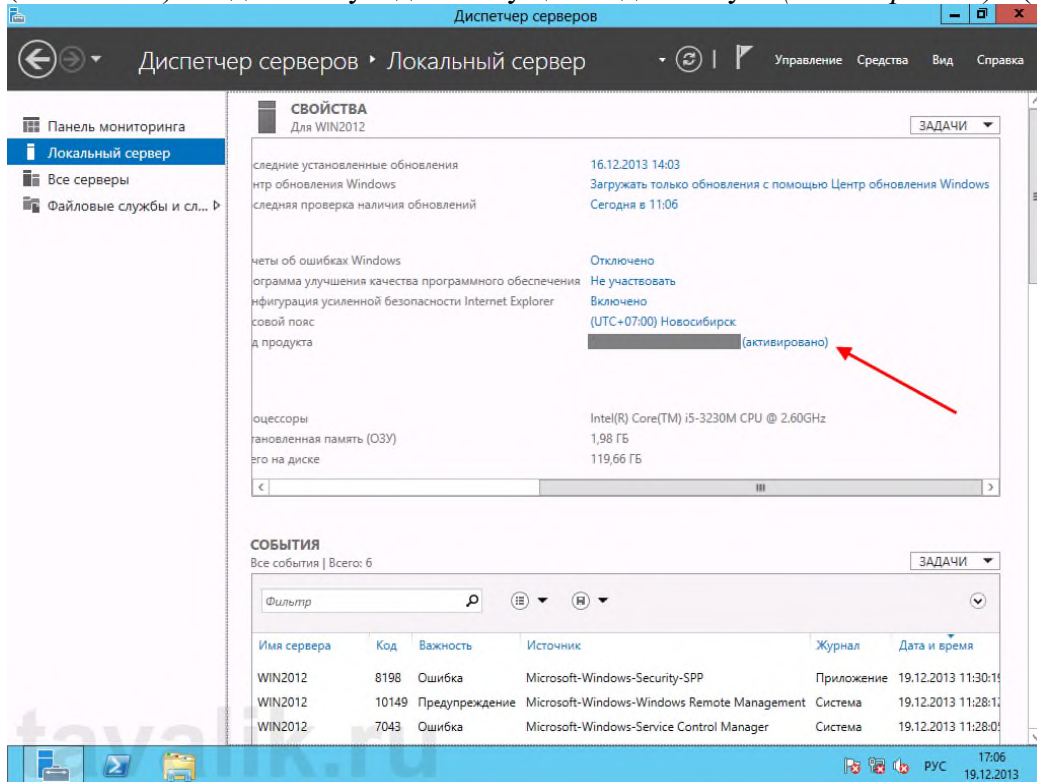 Диспетчер серверов
Диспетчер серверов • Локальный сервер
Управление Средства Вид Справка
Панель мониторинга
Локальный сервер
Все серверы
Файловые службы и сл...
СВОЙСТВА
Для WIN2012
ЗАДАЧИ
следние установленные обновления 16.12.2013 14:03
нтр обновления Windows Загружать только обновления с помощью Центр обновления Windows
следняя проверка наличия обновлений Сегодня в 11:06
четы об ошибках Windows Отключено
ограмма улучшения качества программного обеспечения Не участвовать
нфигурация усиленной безопасности Internet Explorer Включено
совой пояс (UTC+07:00) Новосибирск
д продукта (активировано)
оцессоры Intel(R) Core(TM) i5-3230M CPU @ 2.60GHz
тановленная память (ОЗУ) 1,98 ГБ
его на диске 119,66 ГБ
СОБЫТИЯ
Все события | Всего: 6
ЗАДАЧИ
Фильтр
Имя сервера Код Важность Источник Журнал Дата и время
WIN2012 8198 Ошибка Microsoft-Windows-Security-SPP Приложение 19.12.2013 11:30:19
WIN2012 10149 Предупреждение Microsoft-Windows-Windows Remote Management Система 19.12.2013 11:28:12
WIN2012 7043 Ошибка Microsoft-Windows-Service Control Manager Система 19.12.2013 11:28:0
tavalik.ru
РУС
17:06
19.12.2013